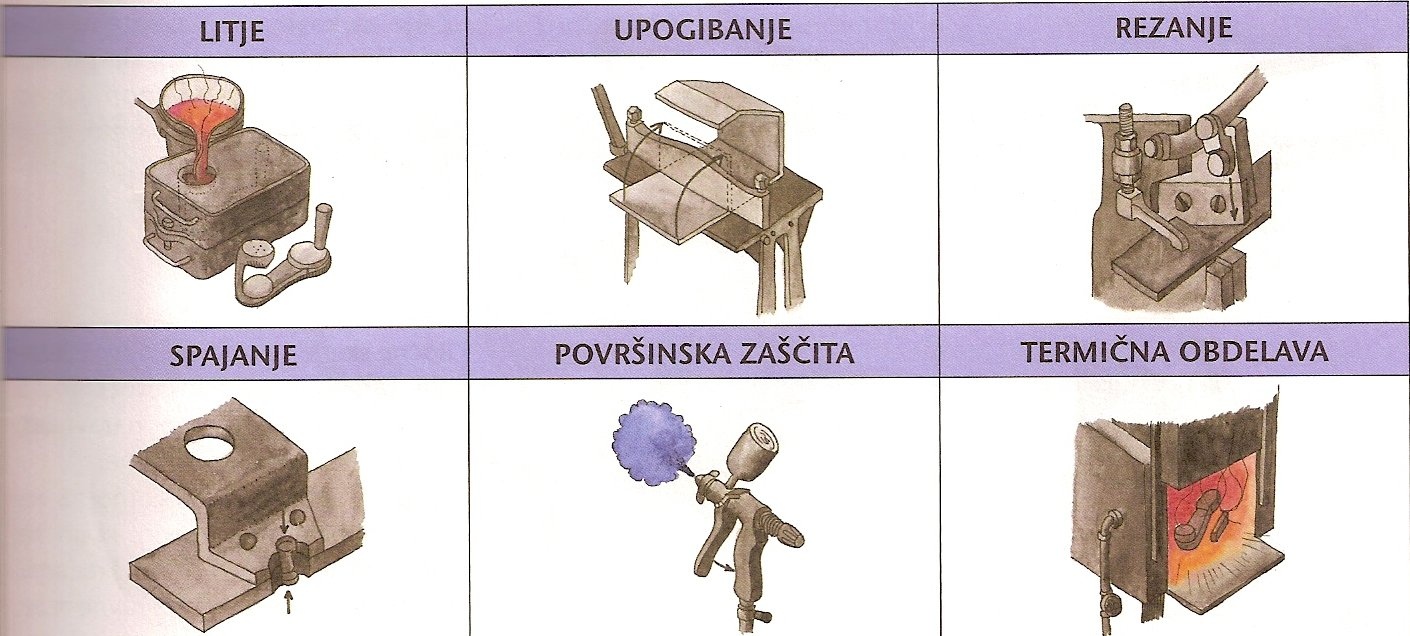 LITJE
UPOGIBANJE
REZANJE
SPAJANJE
POVRŠINSKA ZAŠČITA
TERMIČNA OBDELAVA